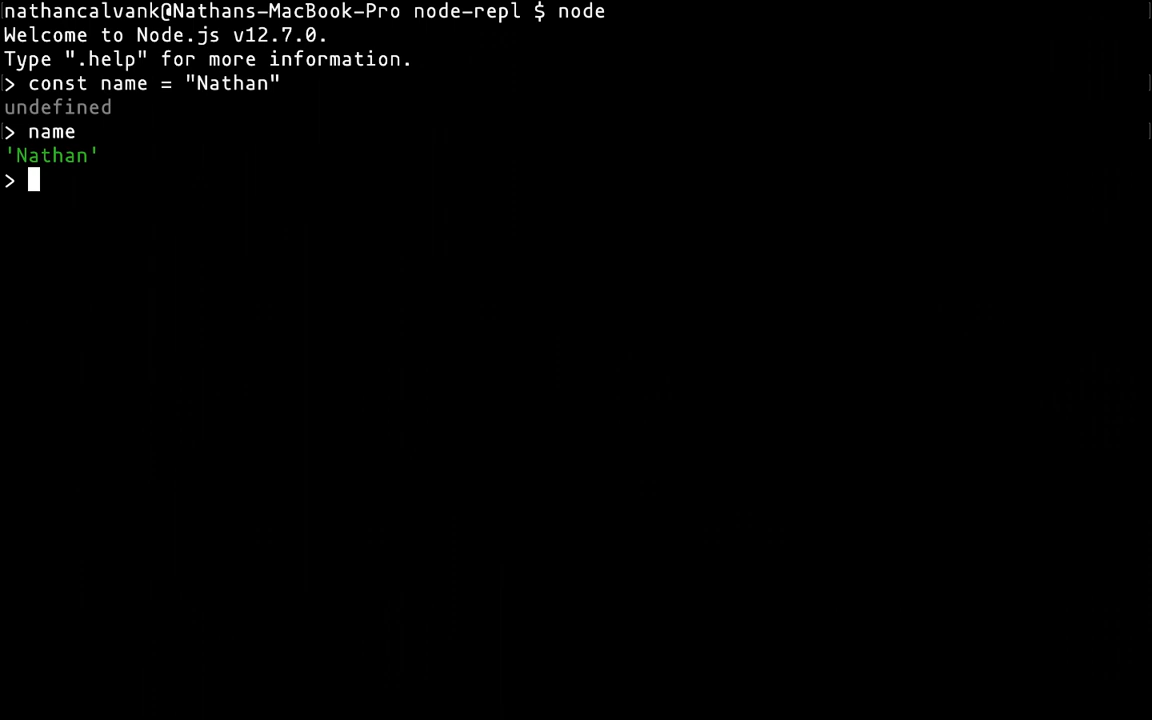 nathancalvank@Nathans-MacBook-Pro node-repl $ node
Welcome to Node.js v12.7.0.
Type ".help" for more information.
> const name = "Nathan"
undefined
> name
'Nathan'
>